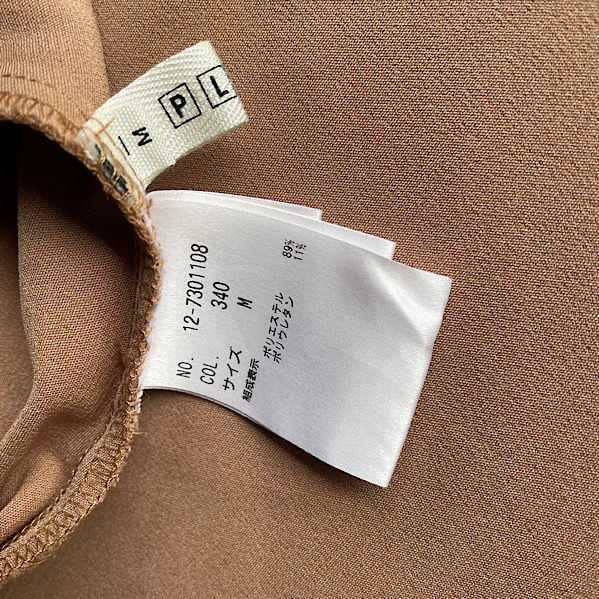 P L
M
NO. 12-7301108
COL. 340
サイズ M
組成表示
ポリエステル 89%
ポリウレタン 11%